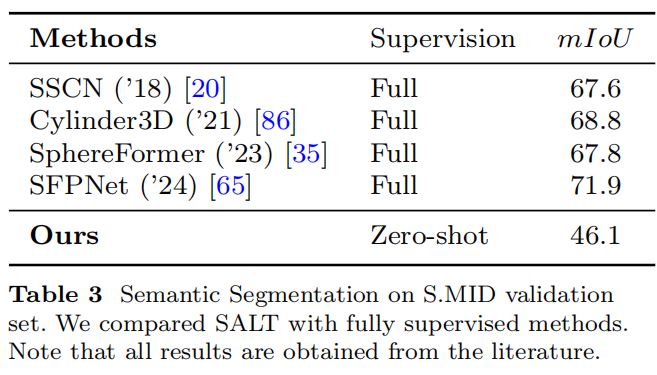 Methods Supervision mIoU
SSCN ('18) [20] Full 67.6
Cylinder3D ('21) [86] Full 68.8
SphereFormer ('23) [35] Full 67.8
SFPNet ('24) [65] Full 71.9
Ours Zero-shot 46.1
Table 3 Semantic Segmentation on S.MID validation
set. We compared SALT with fully supervised methods.
Note that all results are obtained from the literature.